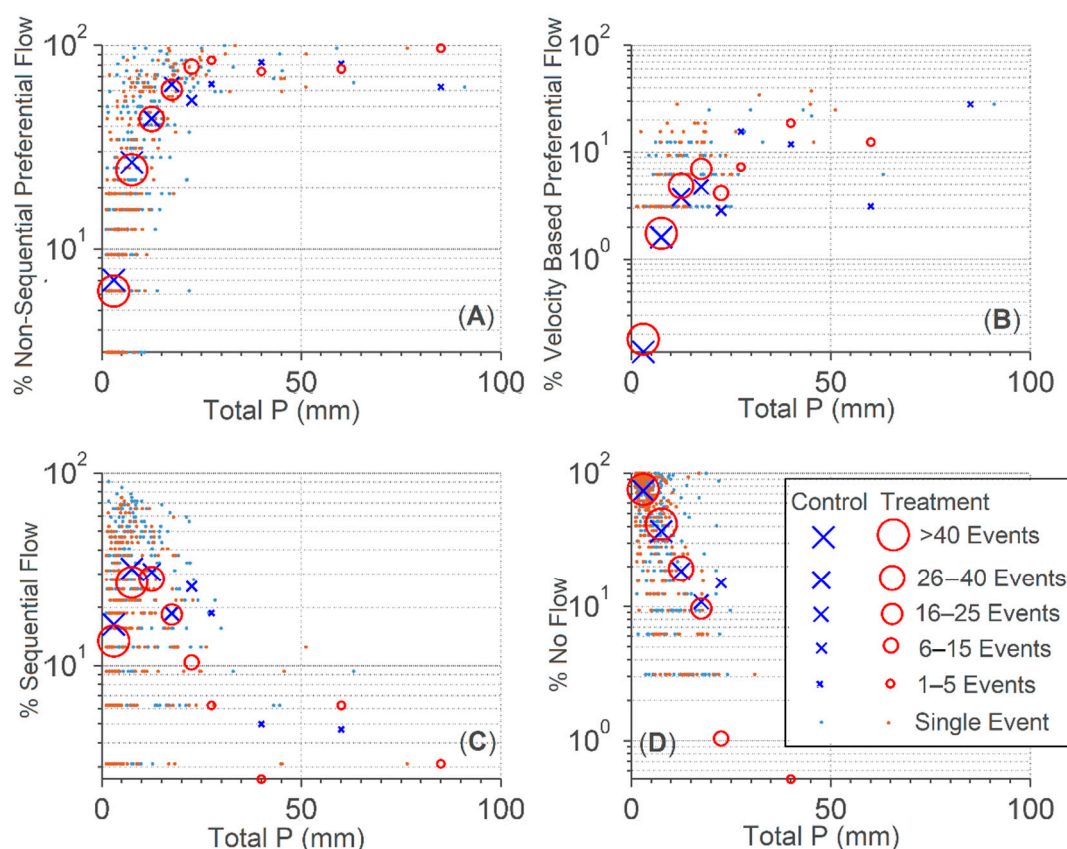 % Non-Sequential Preferential Flow
10²
10¹
(A)
0
50
100
Total P (mm)
% Velocity Based Preferential Flow
10²
10¹
10⁰
(B)
0
50
100
Total P (mm)
% Sequential Flow
10²
10¹
(C)
0
50
100
Total P (mm)
% No Flow
10²
10¹
10⁰
(D)
0
50
100
Total P (mm)
Control Treatment
>40 Events
26–40 Events
16–25 Events
6–15 Events
1–5 Events
Single Event